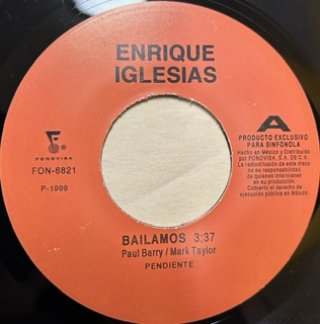 ENRIQUE
IGLESIAS
FONOVISA
FON-6821
P-1999
A
PRODUCTO EXCLUSIVO
PARA SINFONOLA
Hecho en México y Distribuido
por FONOVISA, S.A. DE C.V.
La radiodifusión de este disco
no es responsabilidad
de quienes intervienen
en su producción.
Cubierto el derecho de
ejecución pública en México.
BAILAMOS 3:37
Paul Barry / Mark Taylor
PENDIENTE